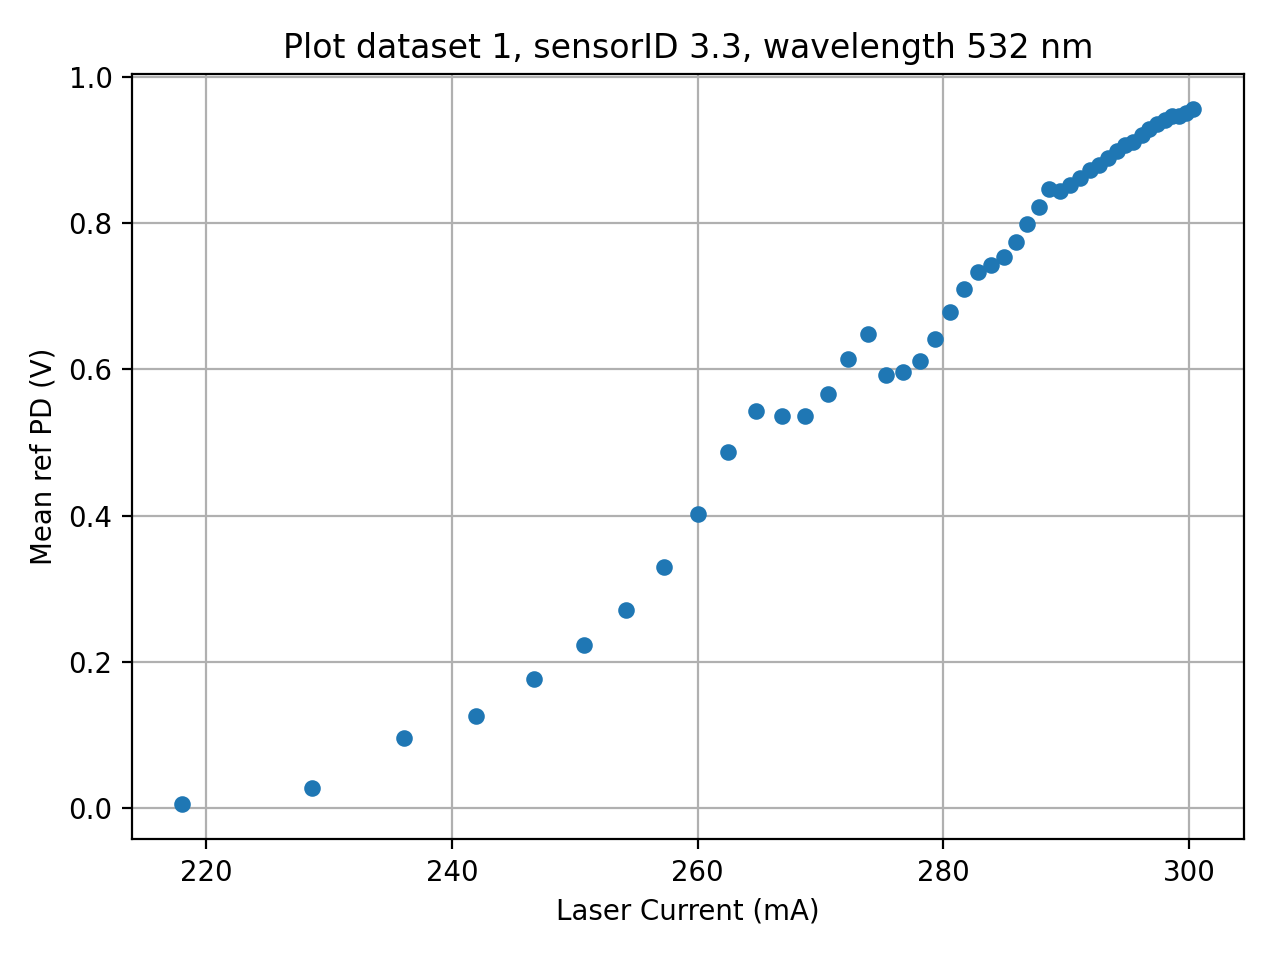 Plot dataset 1, sensorID 3.3, wavelength 532 nm
1.0
0.8
0.6
0.4
0.2
0.0
Mean ref PD (V)
220 240 260 280 300
Laser Current (mA)